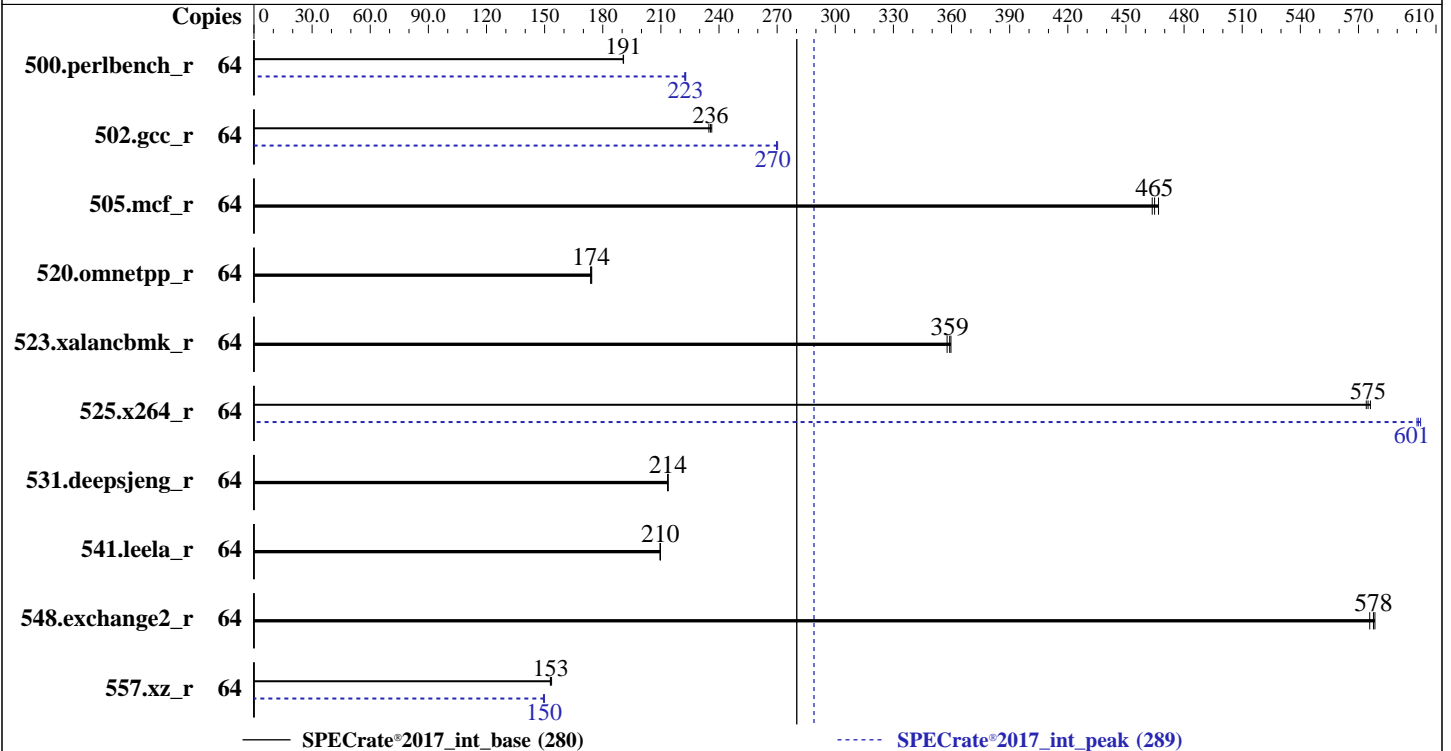 Copies 0 30.0 60.0 90.0 120 150 180 210 240 270 300 330 360 390 420 450 480 510 540 570 610
500.perlbench_r 64 191
223
502.gcc_r 64 236
270
505.mcf_r 64 465
520.omnetpp_r 64 174
523.xalancbmk_r 64 359
525.x264_r 64 575
601
531.deepsjeng_r 64 214
541.leela_r 64 210
548.exchange2_r 64 578
557.xz_r 64 153
150
SPECrate®2017_int_base (280) SPECrate®2017_int_peak (289)